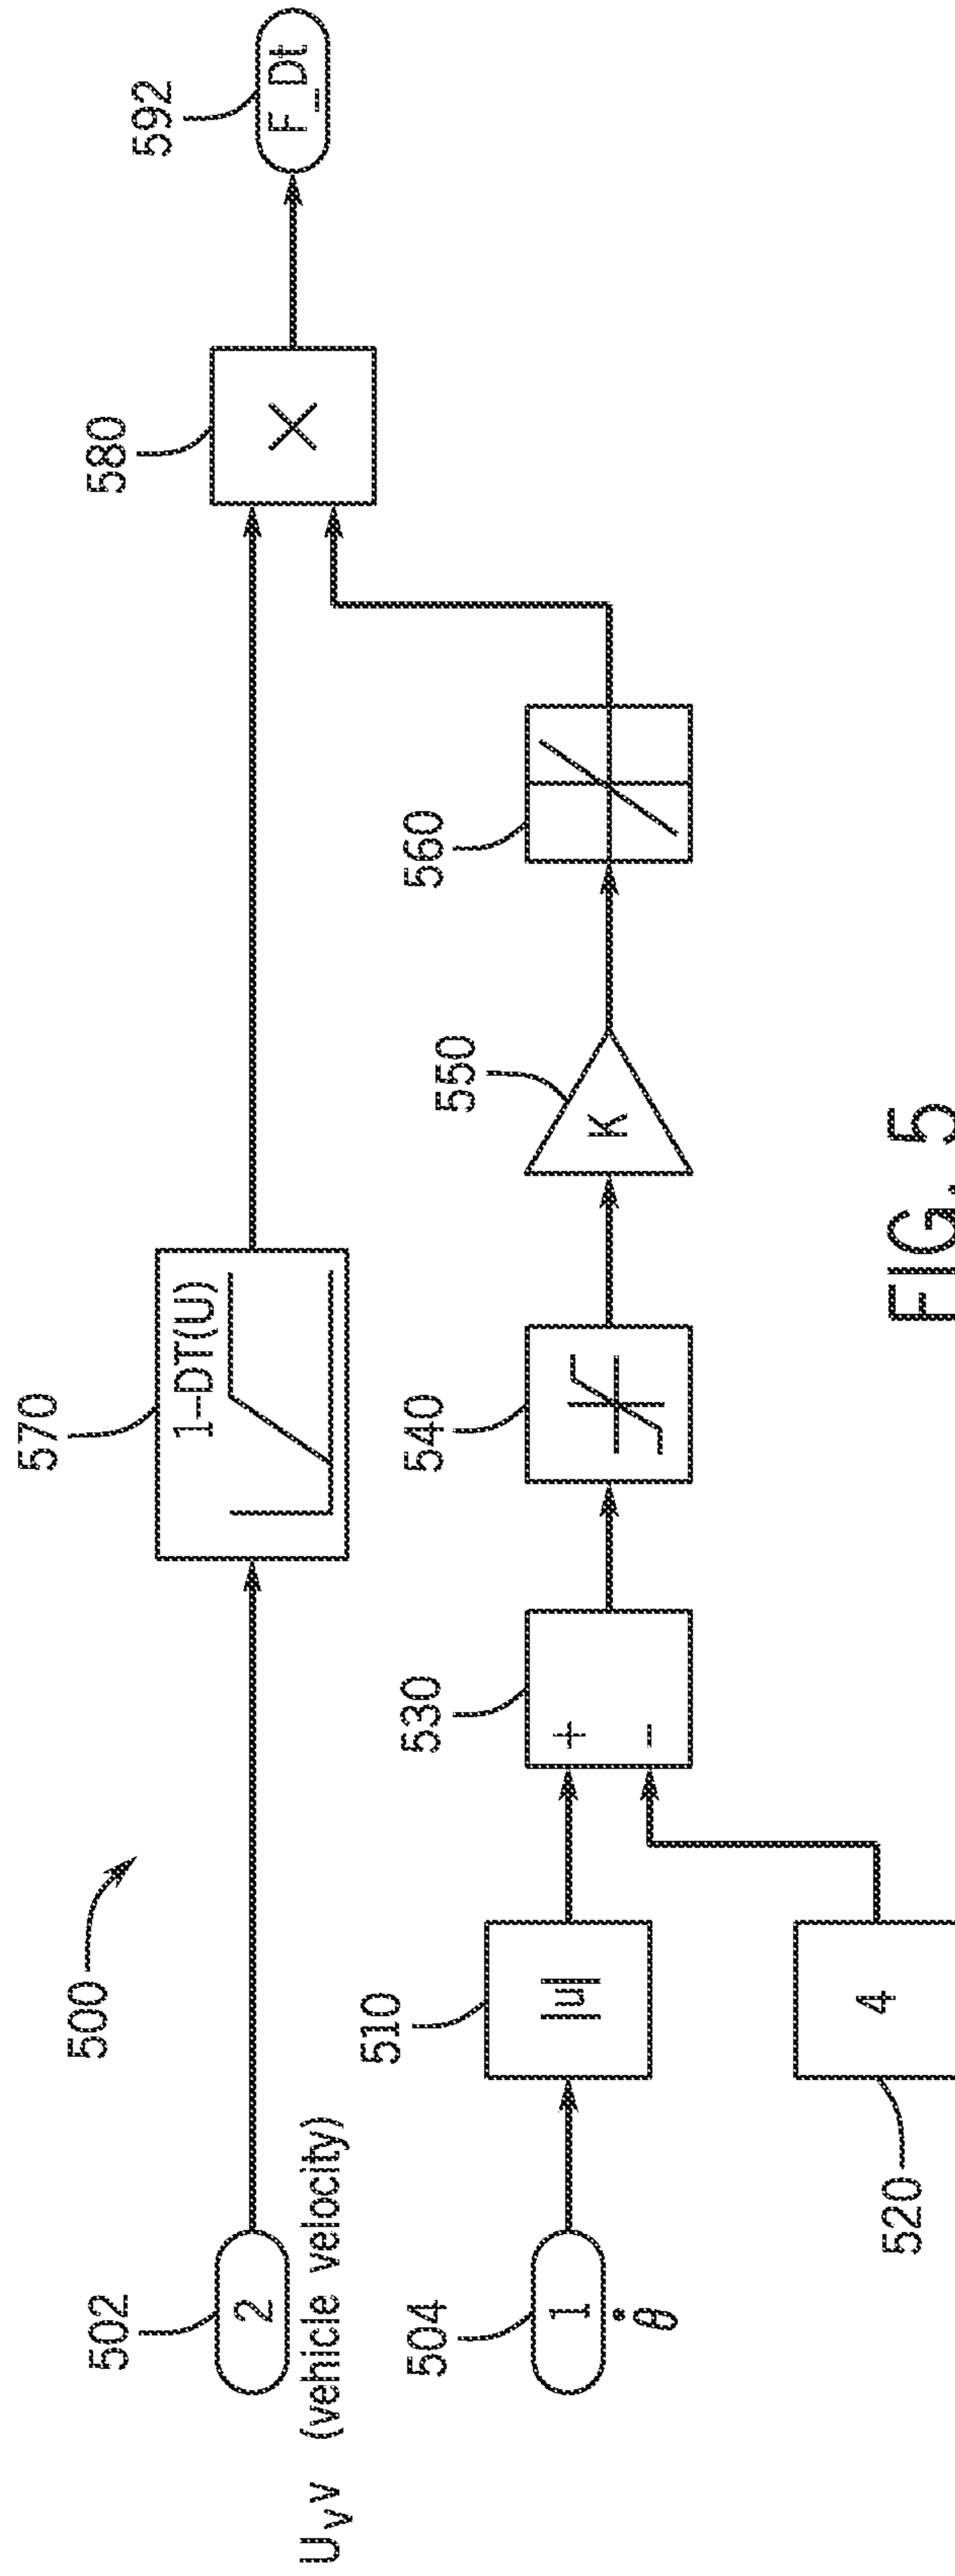 500
502
2
U_v v (vehicle velocity)
570
1-DT(U)
580
×
592
F_Dt
504
1
θ̇
510
|u|
520
4
530
+
-
540
550
K
560
FIG. 5